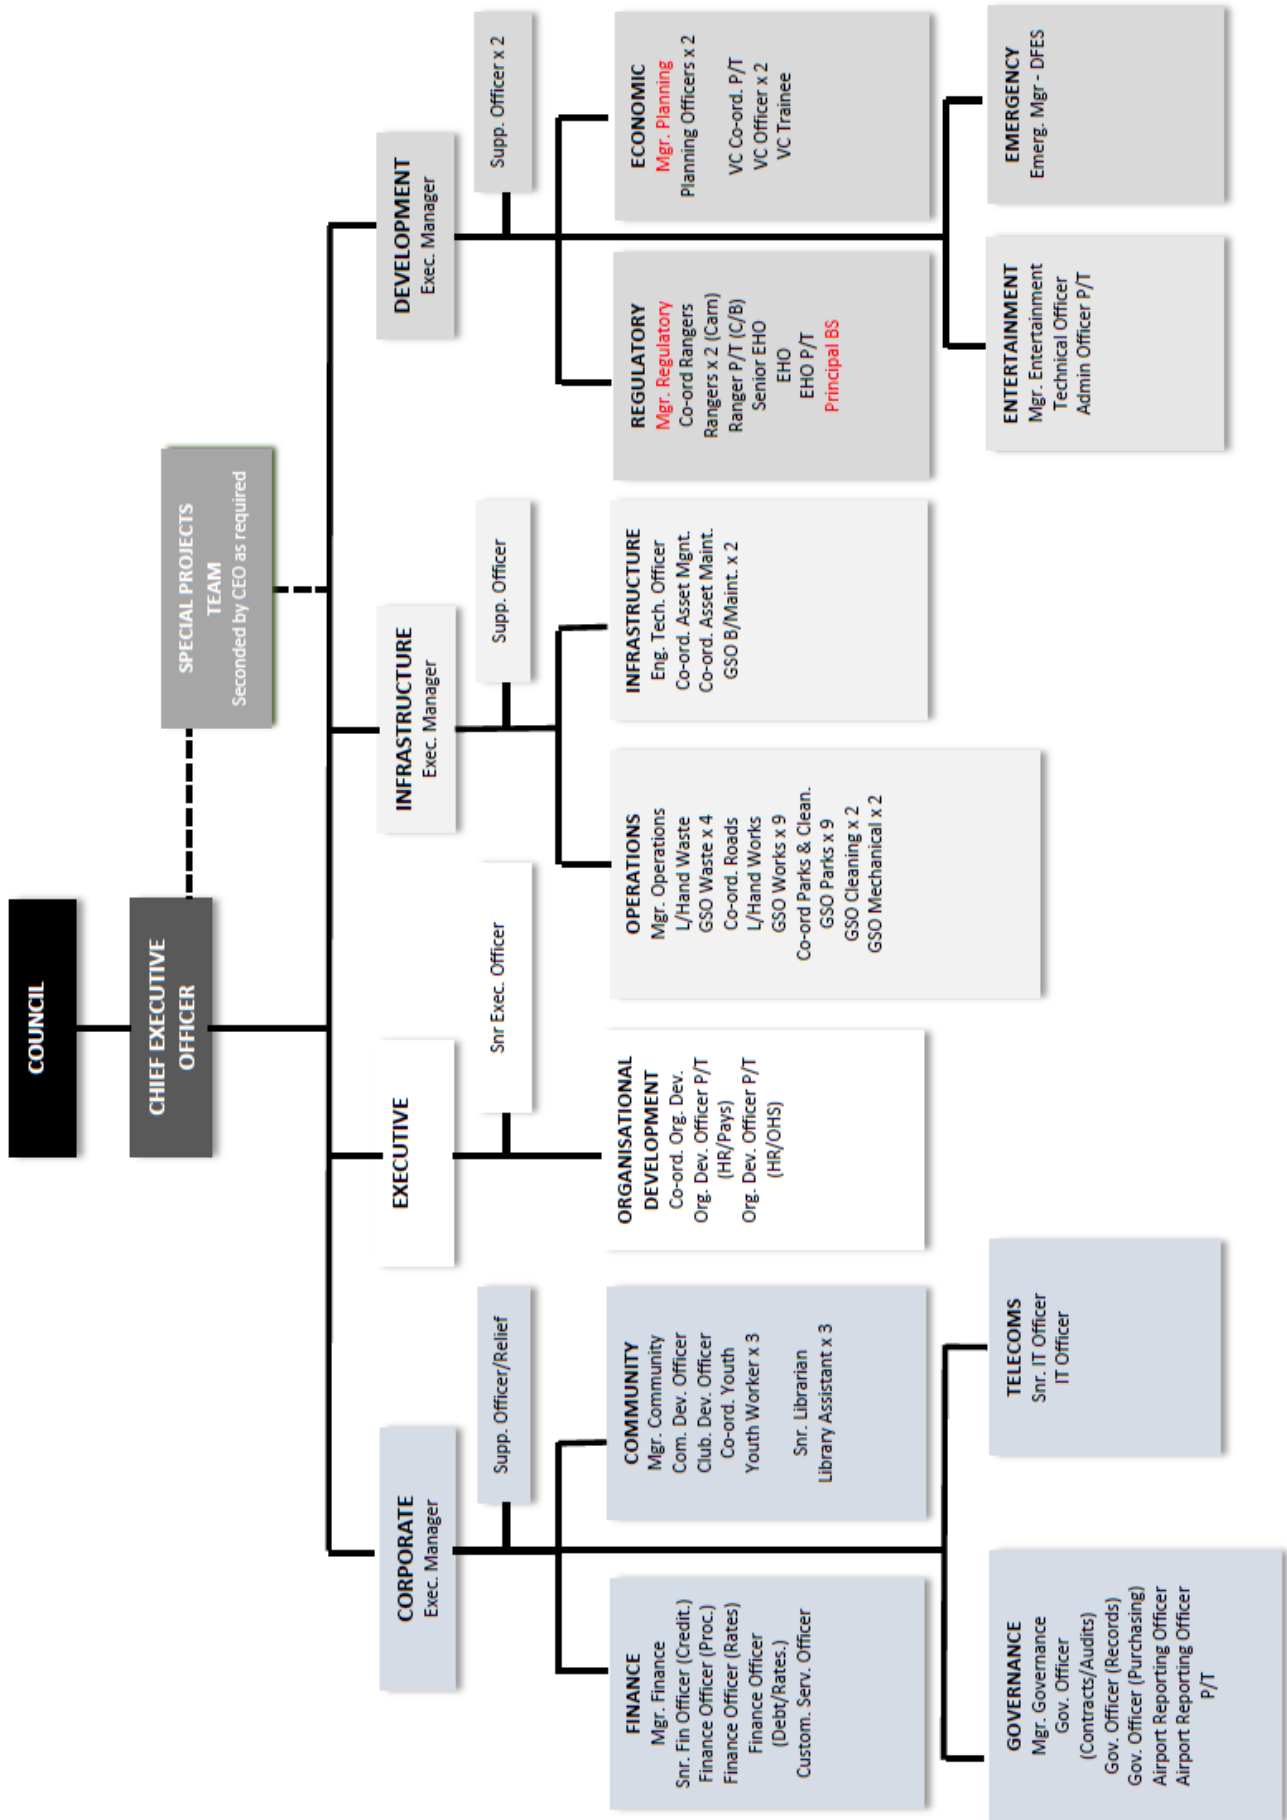 COUNCIL
CHIEF EXECUTIVE
OFFICER
SPECIAL PROJECTS
TEAM
Seconded by CEO as required
CORPORATE
Exec. Manager
Supp. Officer/Relief
FINANCE
Mgr. Finance
Snr. Fin Officer (Credit.)
Finance Officer (Proc.)
Finance Officer (Rates)
Finance Officer
(Debt/Rates.)
Custom. Serv. Officer
COMMUNITY
Mgr. Community
Com. Dev. Officer
Club. Dev. Officer
Co-ord. Youth
Youth Worker x 3
Snr. Librarian
Library Assistant x 3
GOVERNANCE
Mgr. Governance
Gov. Officer
(Contracts/Audits)
Gov. Officer (Records)
Gov. Officer (Purchasing)
Airport Reporting Officer
Airport Reporting Officer
P/T
TELECOMS
Snr. IT Officer
IT Officer
EXECUTIVE
Snr Exec. Officer
ORGANISATIONAL
DEVELOPMENT
Co-ord. Org. Dev.
Org. Dev. Officer P/T
(HR/Pays)
Org. Dev. Officer P/T
(HR/OHS)
INFRASTRUCTURE
Exec. Manager
Supp. Officer
OPERATIONS
Mgr. Operations
L/Hand Waste
GSO Waste x 4
Co-ord. Roads
L/Hand Works
GSO Works x 9
Co-ord Parks & Clean.
GSO Parks x 9
GSO Cleaning x 2
GSO Mechanical x 2
INFRASTRUCTURE
Eng. Tech. Officer
Co-ord. Asset Mgnt.
Co-ord. Asset Maint.
GSO B/Maint. x 2
DEVELOPMENT
Exec. Manager
Supp. Officer x 2
REGULATORY
Mgr. Regulatory
Co-ord Rangers
Rangers x 2 (Carn)
Ranger P/T (C/B)
Senior EHO
EHO
EHO P/T
Principal BS
ECONOMIC
Mgr. Planning
Planning Officers x 2
VC Co-ord. P/T
VC Officer x 2
VC Trainee
ENTERTAINMENT
Mgr. Entertainment
Technical Officer
Admin Officer P/T
EMERGENCY
Emerg. Mgr - DFES